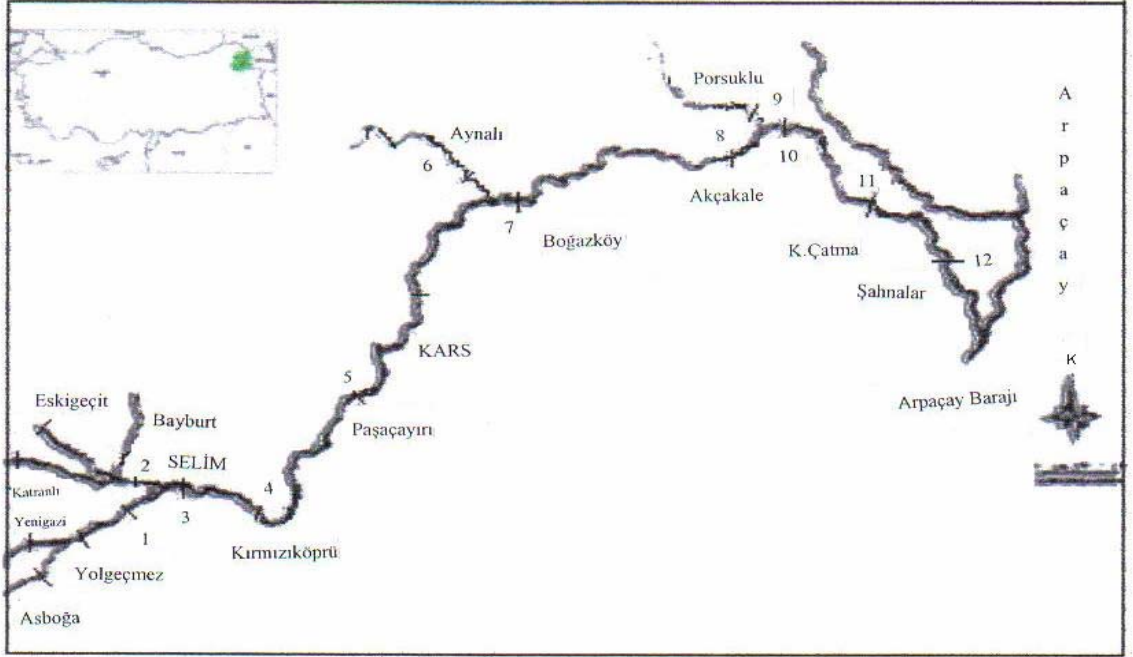 Porsuklu
9
A
r
p
a
ç
a
y
Aynalı
8
6
10
11
Akçakale
7
Boğazköy
K.Çatma
12
Şahnalar
KARS
K
5
Arpaçay Barajı
Eskigeçit
Bayburt
Paşaçayırı
2
SELİM
4
Katranlı
3
Yenigazi
1
Kırmızıköprü
Yolgeçmez
Asboğa